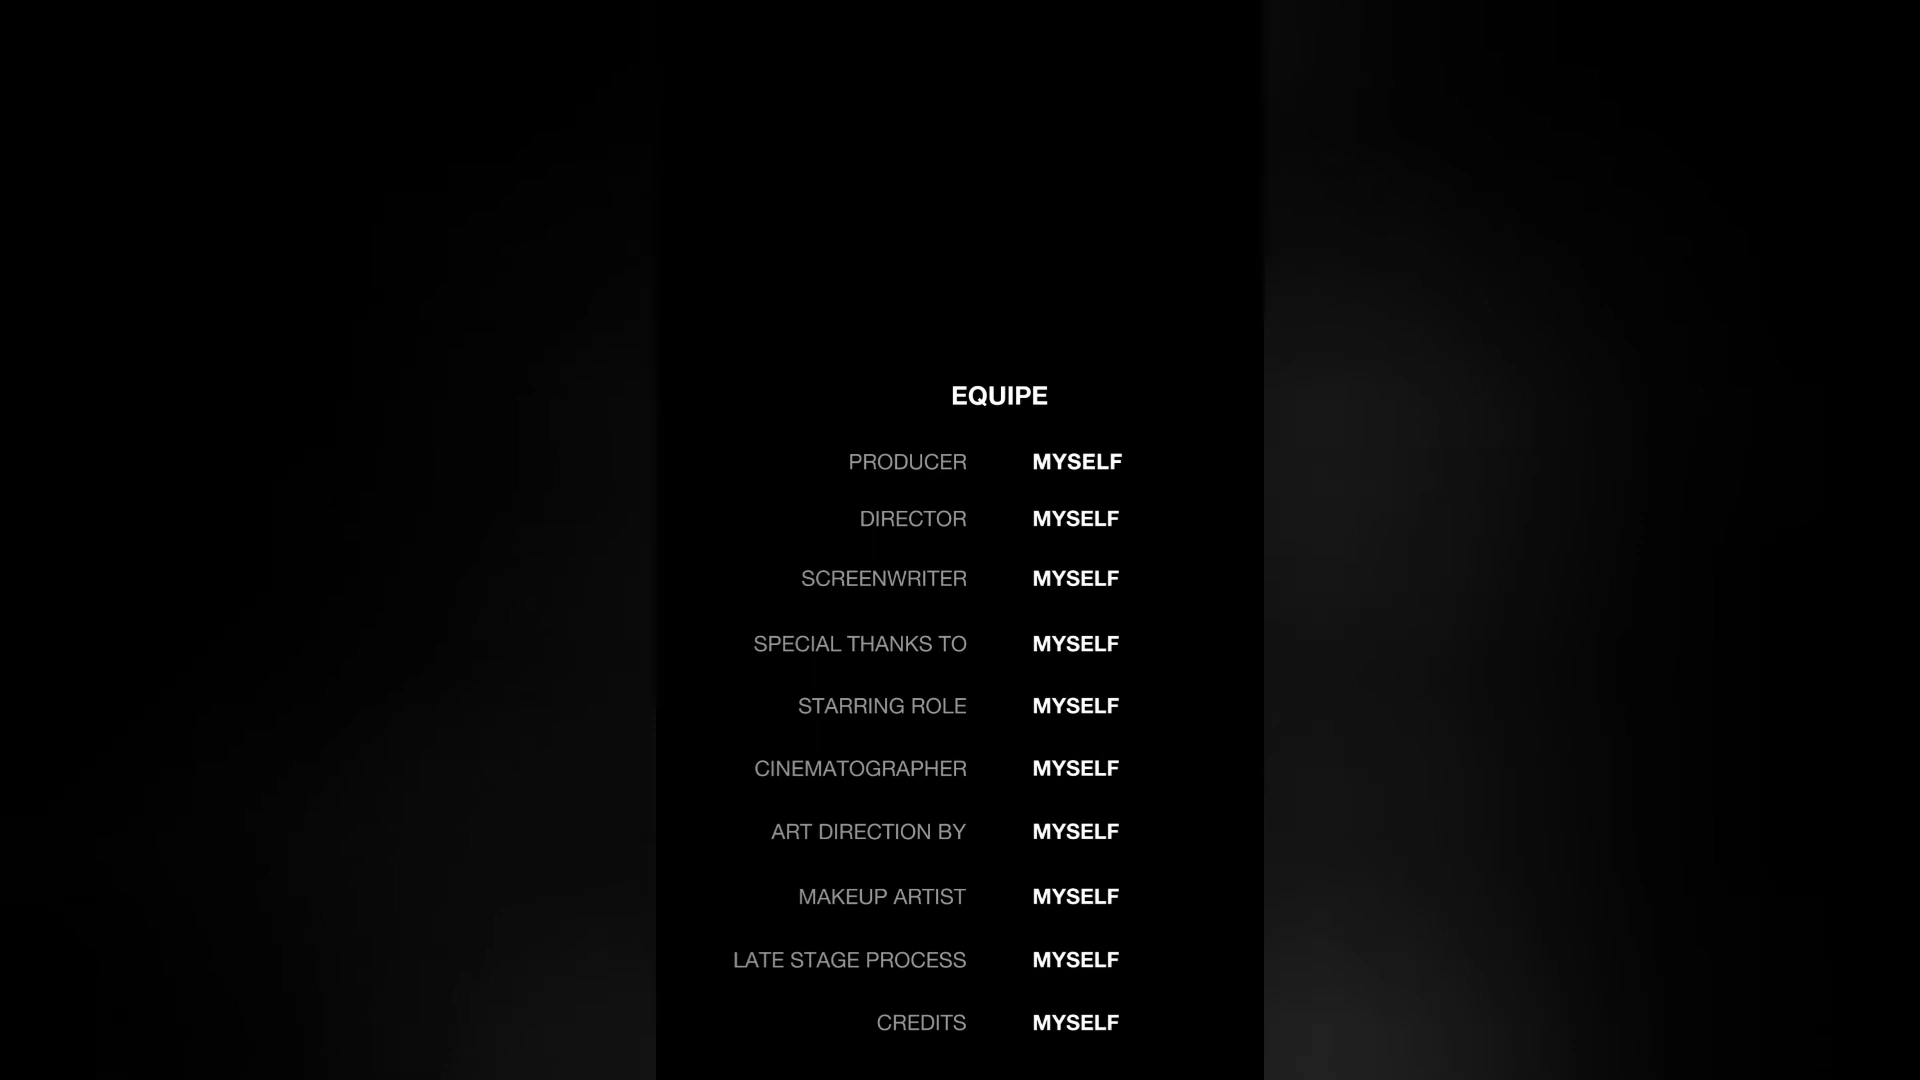 EQUIPE
PRODUCER MYSELF
DIRECTOR MYSELF
SCREENWRITER MYSELF
SPECIAL THANKS TO MYSELF
STARRING ROLE MYSELF
CINEMATOGRAPHER MYSELF
ART DIRECTION BY MYSELF
MAKEUP ARTIST MYSELF
LATE STAGE PROCESS MYSELF
CREDITS MYSELF